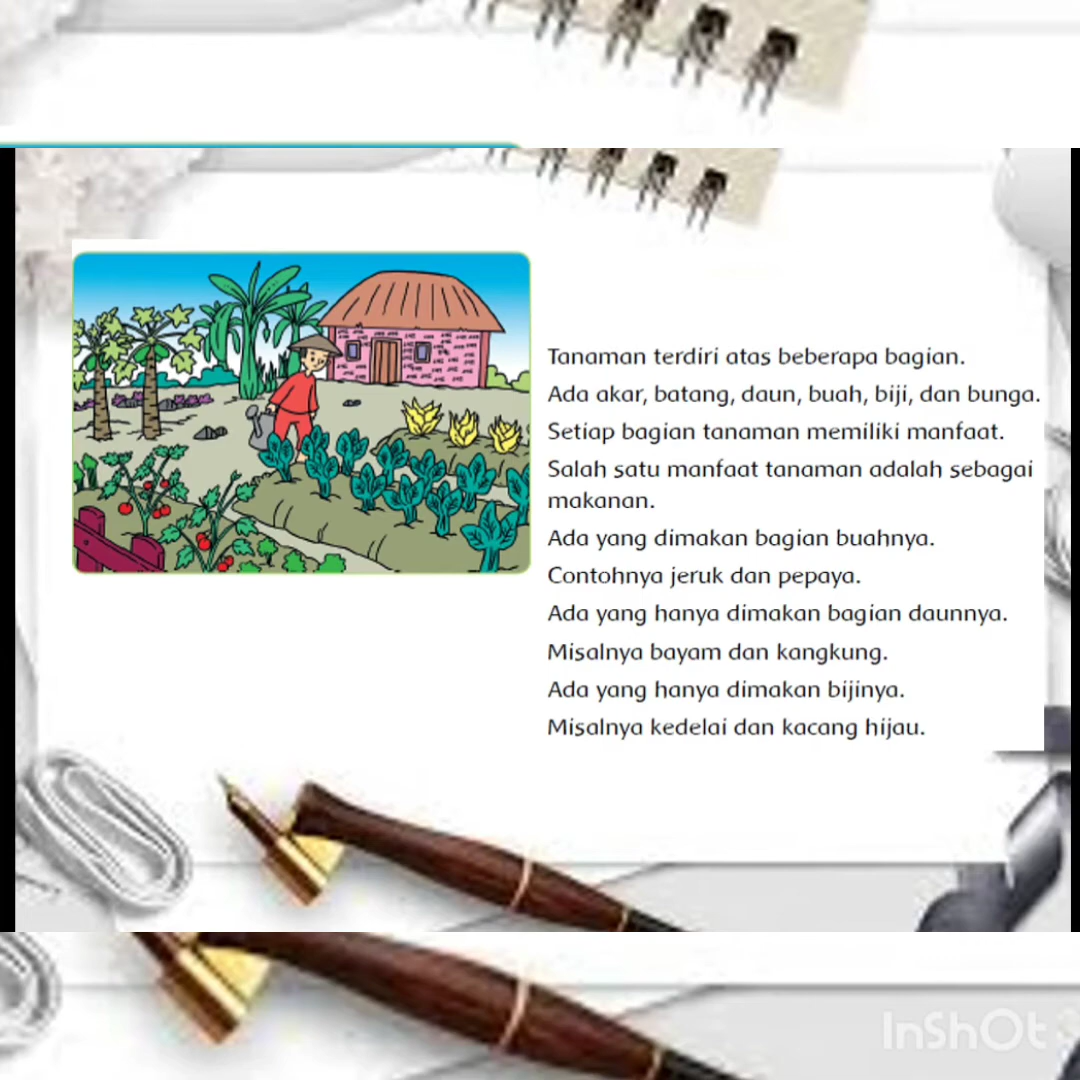 Tanaman terdiri atas beberapa bagian.
Ada akar, batang, daun, buah, biji, dan bunga.
Setiap bagian tanaman memiliki manfaat.
Salah satu manfaat tanaman adalah sebagai
makanan.
Ada yang dimakan bagian buahnya.
Contohnya jeruk dan pepaya.
Ada yang hanya dimakan bagian daunnya.
Misalnya bayam dan kangkung.
Ada yang hanya dimakan bijinya.
Misalnya kedelai dan kacang hijau.
InShOt